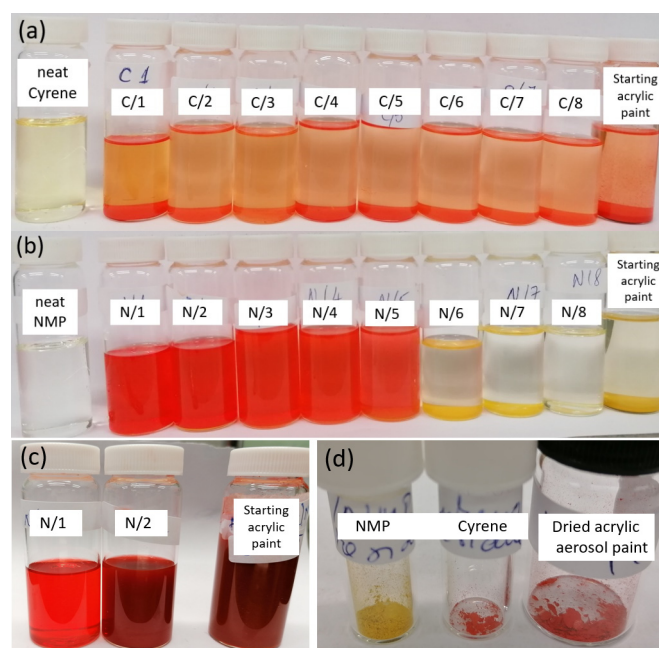 (a)
neat
Cyrene
C 1
C/1
C/2
C/3
C/4
C/5
C/6
C/7
C/8
Starting
acrylic
paint
(b)
neat
NMP
N/1
N/2
N/3
N/4
N/4
N/5
N/6
N/7
N/7
N/8
N/8
Starting
acrylic
paint
(c)
N/1
N/2
Starting
acrylic
paint
(d)
NMP
Cyrene
Dried acrylic
aerosol paint